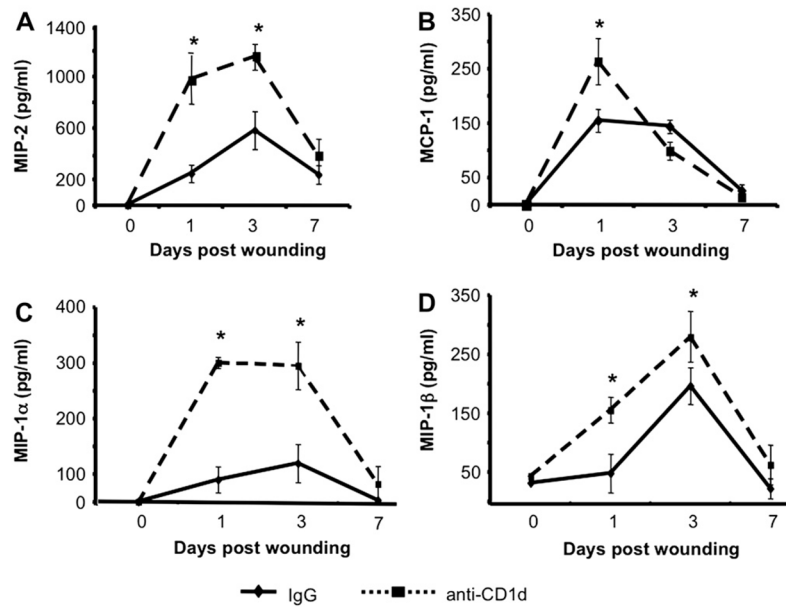 A
MIP-2 (pg/ml)
1400
1000
600
200
0
* *
0 1 3 7
Days post wounding
B
MCP-1 (pg/ml)
350
250
150
50
0
*
0 1 3 7
Days post wounding
C
MIP-1α (pg/ml)
400
300
200
100
0
* *
0 1 3 7
Days post wounding
D
MIP-1β (pg/ml)
350
250
150
50
* *
0 1 3 7
Days post wounding
IgG anti-CD1d